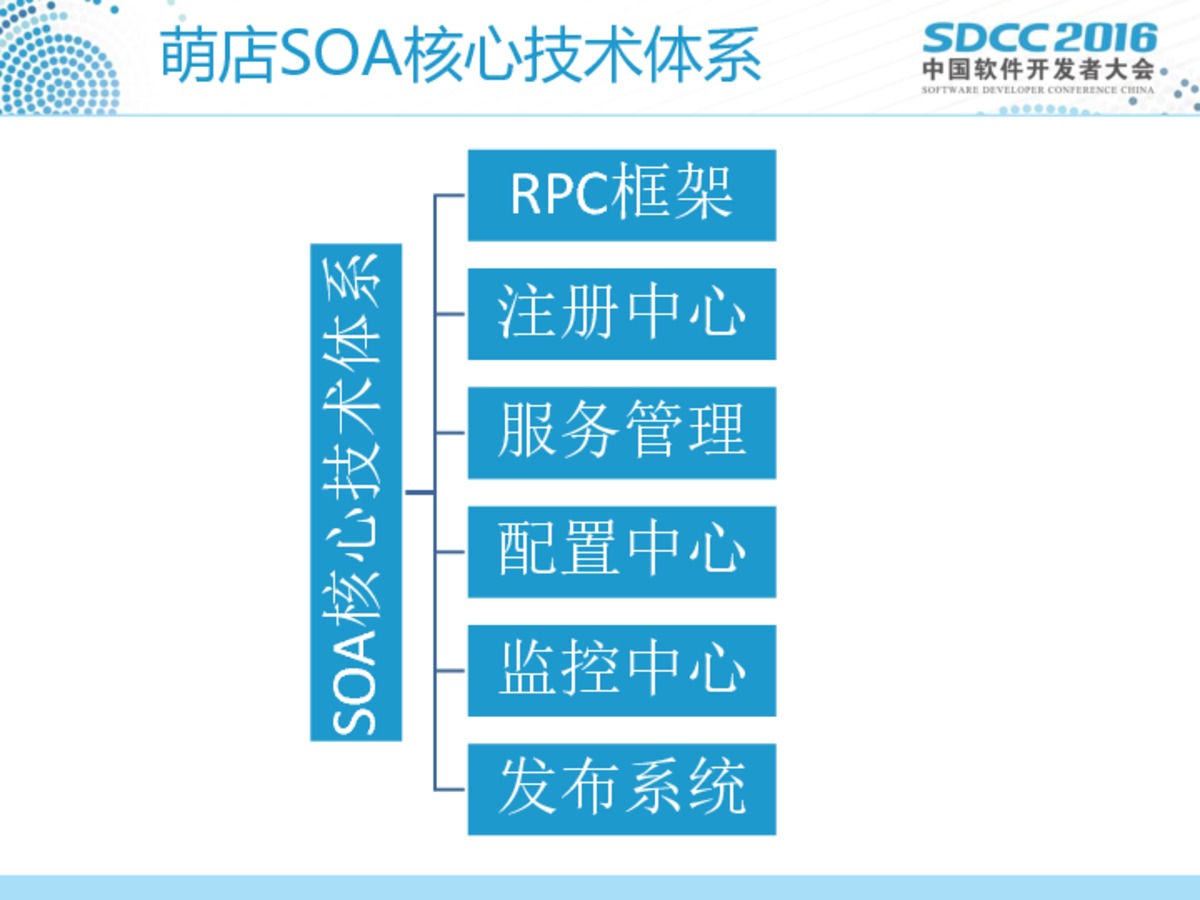 萌店SOA核心技术体系
SDCC 2016
中国软件开发者大会
SOFTWARE DEVELOPER CONFERENCE CHINA
SOA核心技术体系
RPC框架
注册中心
服务管理
配置中心
监控中心
发布系统